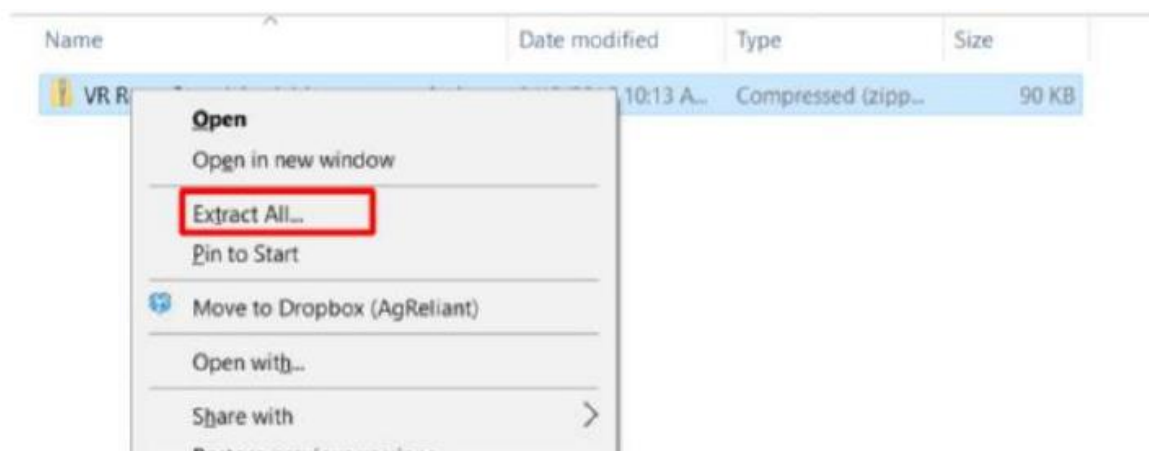 Name Date modified Type Size
VR R 10:13 A... Compressed (zipp... 90 KB
Open
Open in new window
Extract All...
Pin to Start
Move to Dropbox (AgReliant)
Open with...
Share with